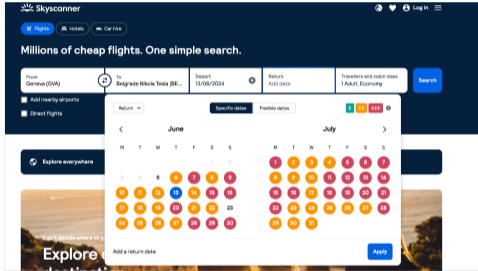 Skyscanner
Log in
Flights Hotels Car hire
Millions of cheap flights. One simple search.
From To Depart Return Travellers and cabin class
Geneva (GVA) Belgrade Nikola Tesla (BE... 13/06/2024 Add date 1 Adult, Economy
Search
Add nearby airports
Direct flights
Return Specific dates Flexible dates
June July
M T W T F S S M T W T F S S
1 2 1 2 3 4 5 6 7
3 4 5 6 7 8 9 8 9 10 11 12 13 14
10 11 12 13 14 15 16 15 16 17 18 19 20 21
17 18 19 20 21 22 23 22 23 24 25 26 27 28
24 25 26 27 28 29 30 29 30 31
Explore everywhere
Can't decide where to
Add a return date Apply
Explore